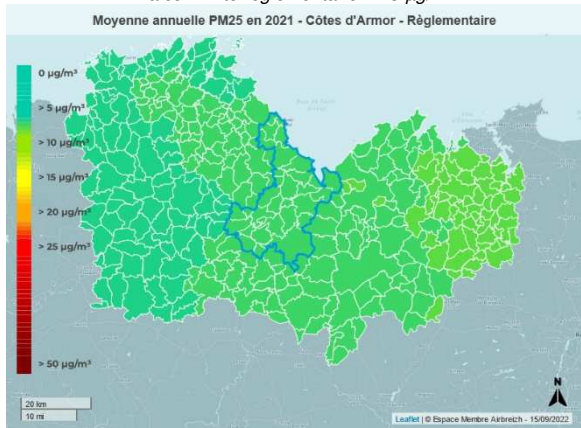 Moyenne annuelle PM25 en 2021 - Côtes d'Armor - Règlementaire
0 µg/m³
> 5 µg/m³
> 10 µg/m³
> 15 µg/m³
> 20 µg/m³
> 25 µg/m³
> 50 µg/m³
N
20 km
10 mi
Leaflet | © Espace Membre Airbreizh - 15/09/2022